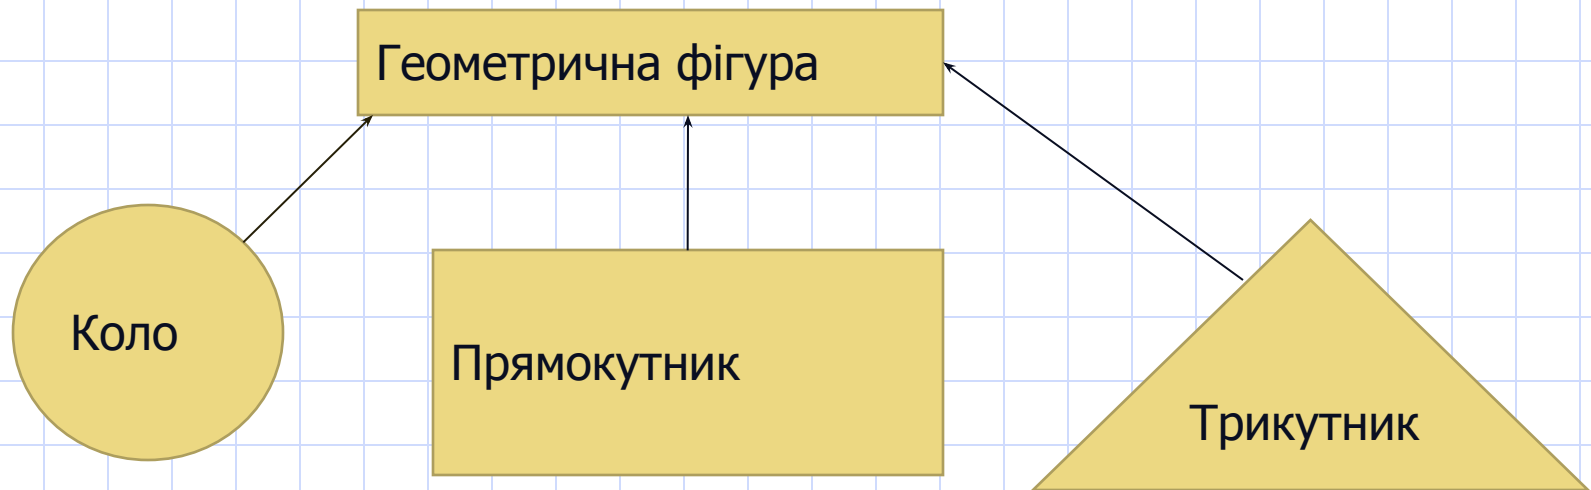 Геометрична фігура
Коло
Прямокутник
Трикутник